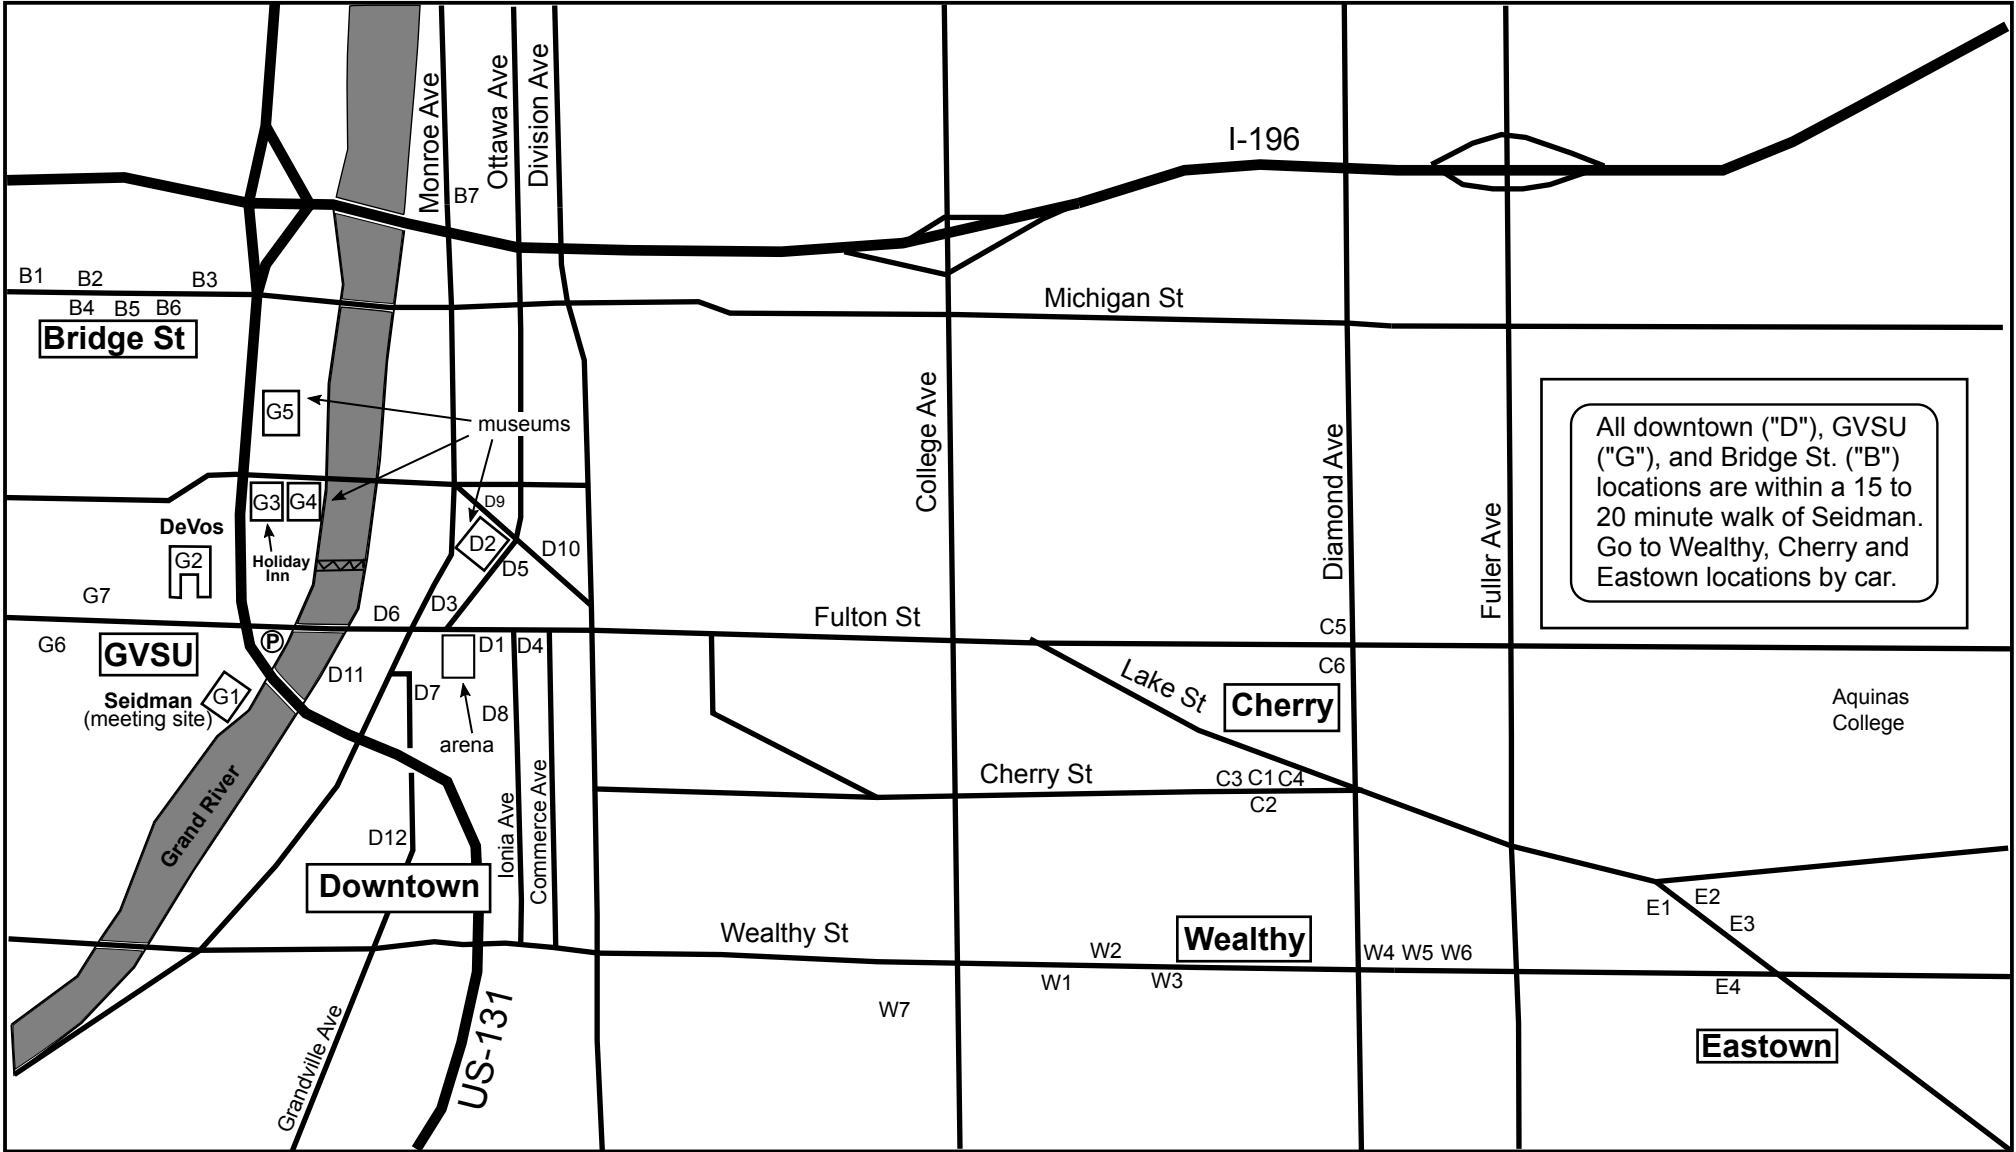 Monroe Ave
Ottawa Ave
Division Ave
I-196
B7
B1
B2
B3
B4
B5
B6
Bridge St
Michigan St
G5
museums
College Ave
Diamond Ave
Fuller Ave
All downtown ("D"), GVSU
("G"), and Bridge St. ("B")
locations are within a 15 to
20 minute walk of Seidman.
Go to Wealthy, Cherry and
Eastown locations by car.
G3
G4
D9
DeVos
G2
Holiday
Inn
D2
D10
D5
G7
D6
D3
Fulton St
C5
G6
GVSU
P
D1
D4
C6
D11
Lake St
Cherry
Seidman
(meeting site)
G1
D7
D8
arena
Aquinas
College
Grand River
Cherry St
C3
C1
C4
C2
Ionia Ave
Commerce Ave
D12
Downtown
E1
E2
E3
Wealthy St
Wealthy
W2
W4
W5
W6
W1
W3
E4
W7
Grandville Ave
US-131
Eastown